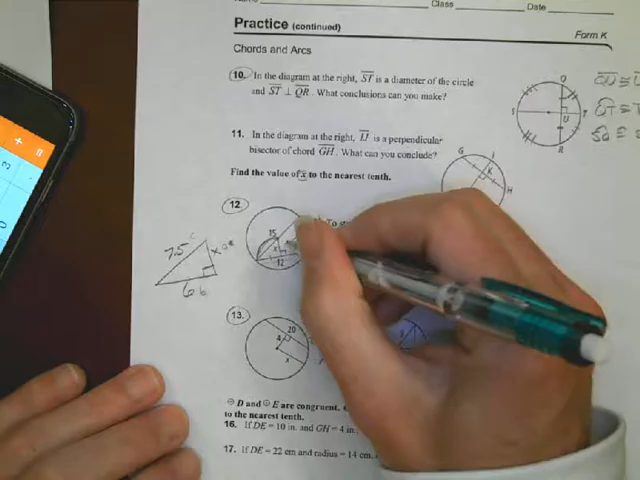 Class Date
Practice (continued)
Form K
Chords and Arcs
10. In the diagram at the right, ST is a diameter of the circle
and ST ⊥ QR. What conclusions can you make?
Q
T
U
R
11. In the diagram at the right, IJ is a perpendicular
bisector of chord GH. What can you conclude?
G
I
K
H
Find the value of x to the nearest tenth.
12.
15
x
12
7.5
c
x
a
6
b
13.
20
4
x
D and E are congruent.
to the nearest tenth.
16. If DE = 10 in. and GH = 4 in.
17. If DE = 22 cm and radius = 14 cm,